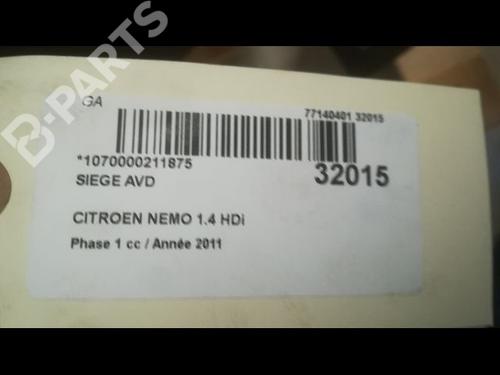 B-PARTS
GA
77140401 32015
*1070000211875
32015
SIEGE AVD
CITROEN NEMO 1.4 HDi
Phase 1 cc / Année 2011